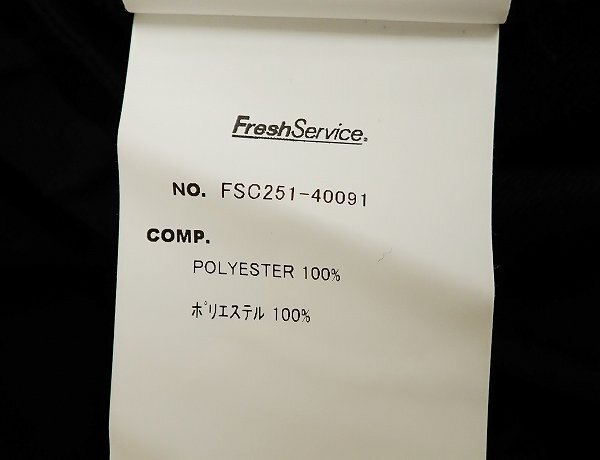 FreshService®
NO. FSC251-40091
COMP.
POLYESTER 100%
ﾎﾟﾘｴｽﾃﾙ 100%